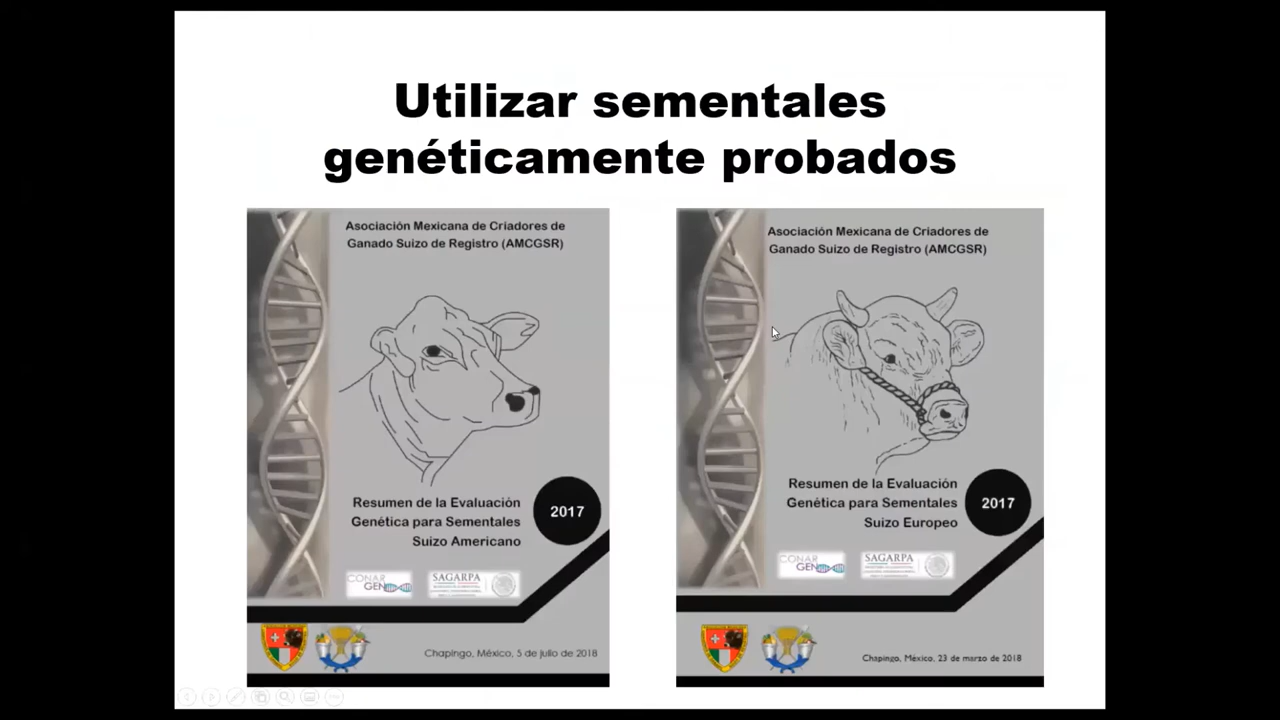 Utilizar sementales
genéticamente probados
Asociación Mexicana de Criadores de
Ganado Suizo de Registro (AMCGSR)
Resumen de la Evaluación
Genética para Sementales
Suizo Americano
2017
CONAR
GEN
SAGARPA
Chapingo, México, 5 de julio de 2018
Asociación Mexicana de Criadores de
Ganado Suizo de Registro (AMCGSR)
Resumen de la Evaluación
Genética para Sementales
Suizo Europeo
2017
CONAR
GEN
SAGARPA
Chapingo, México, 23 de marzo de 2018